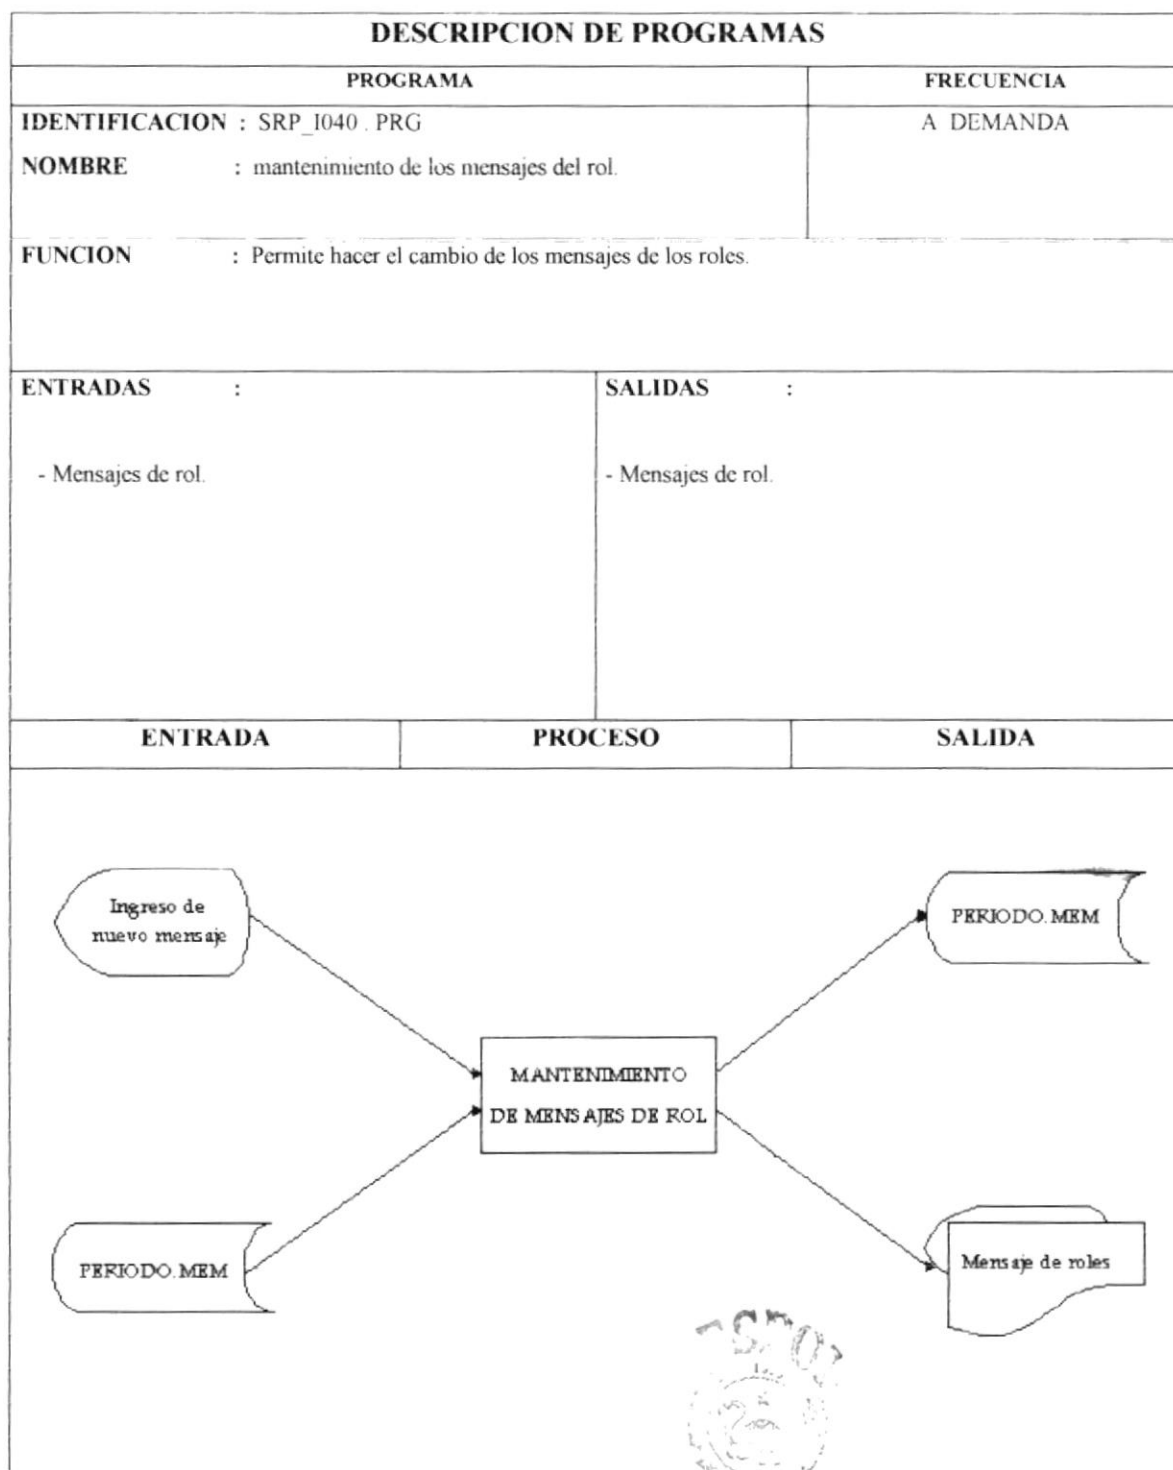 DESCRIPCION DE PROGRAMAS
PROGRAMA
FRECUENCIA
IDENTIFICACION : SRP_I040 . PRG
A DEMANDA
NOMBRE : mantenimiento de los mensajes del rol.
FUNCION : Permite hacer el cambio de los mensajes de los roles.
ENTRADAS :
SALIDAS :
- Mensajes de rol.
- Mensajes de rol.
ENTRADA
PROCESO
SALIDA
Ingreso de
nuevo mensaje
PERIODO.MEM
MANTENIMIENTO
DE MENSAJES DE ROL
PERIODO.MEM
Mensaje de roles